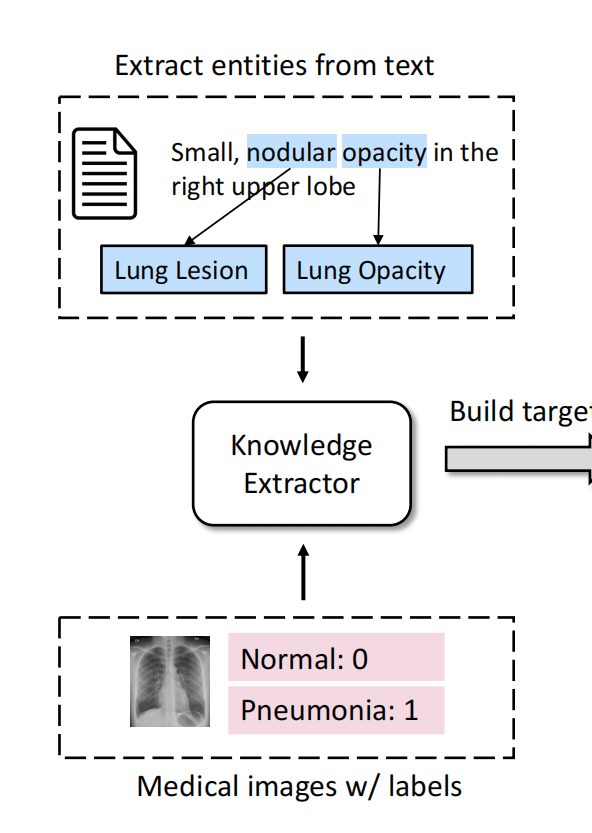 Extract entities from text
Small, nodular opacity in the
right upper lobe
Lung Lesion
Lung Opacity
Knowledge
Extractor
Build
Normal: 0
Pneumonia: 1
Medical images w/ labels